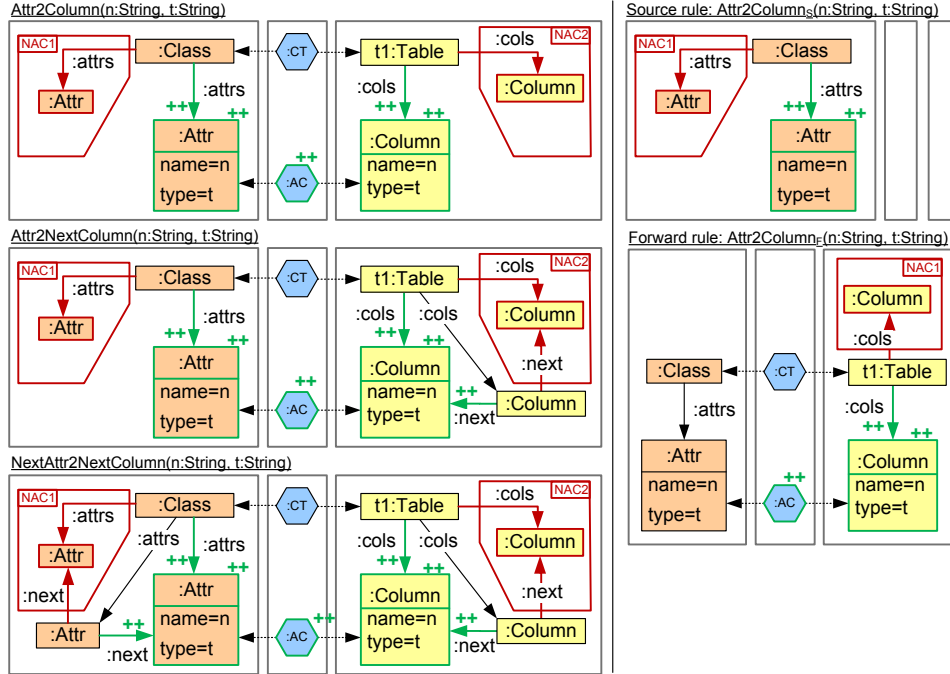 Attr2Column(n:String, t:String)
NAC1
:attrs
:Class
:CT
t1:Table
:cols
NAC2
:Attr
:attrs
:cols
:Column
++
++
++
++
:Attr
name=n
type=t
++
:AC
:Column
name=n
type=t
Attr2NextColumn(n:String, t:String)
NAC1
:attrs
:Class
:CT
t1:Table
:cols
NAC2
:Attr
:attrs
:cols
:cols
:Column
++
++
++
++
:Attr
name=n
type=t
++
:AC
:Column
name=n
type=t
:next
++
:next
:Column
NextAttr2NextColumn(n:String, t:String)
NAC1
:attrs
:Class
:CT
t1:Table
:cols
NAC2
:Attr
:attrs
:attrs
:cols
:cols
:Column
++
++
++
++
:next
:Attr
name=n
type=t
:Attr
++
:next
++
:AC
:Column
name=n
type=t
:next
++
:next
:Column
Source rule: Attr2ColumnS(n:String, t:String)
NAC1
:attrs
:Class
:Attr
:attrs
++
++
:Attr
name=n
type=t
Forward rule: Attr2ColumnF(n:String, t:String)
NAC1
:Column
:cols
:Class
:CT
t1:Table
:attrs
:cols
++
++
:Attr
name=n
type=t
++
:AC
:Column
name=n
type=t